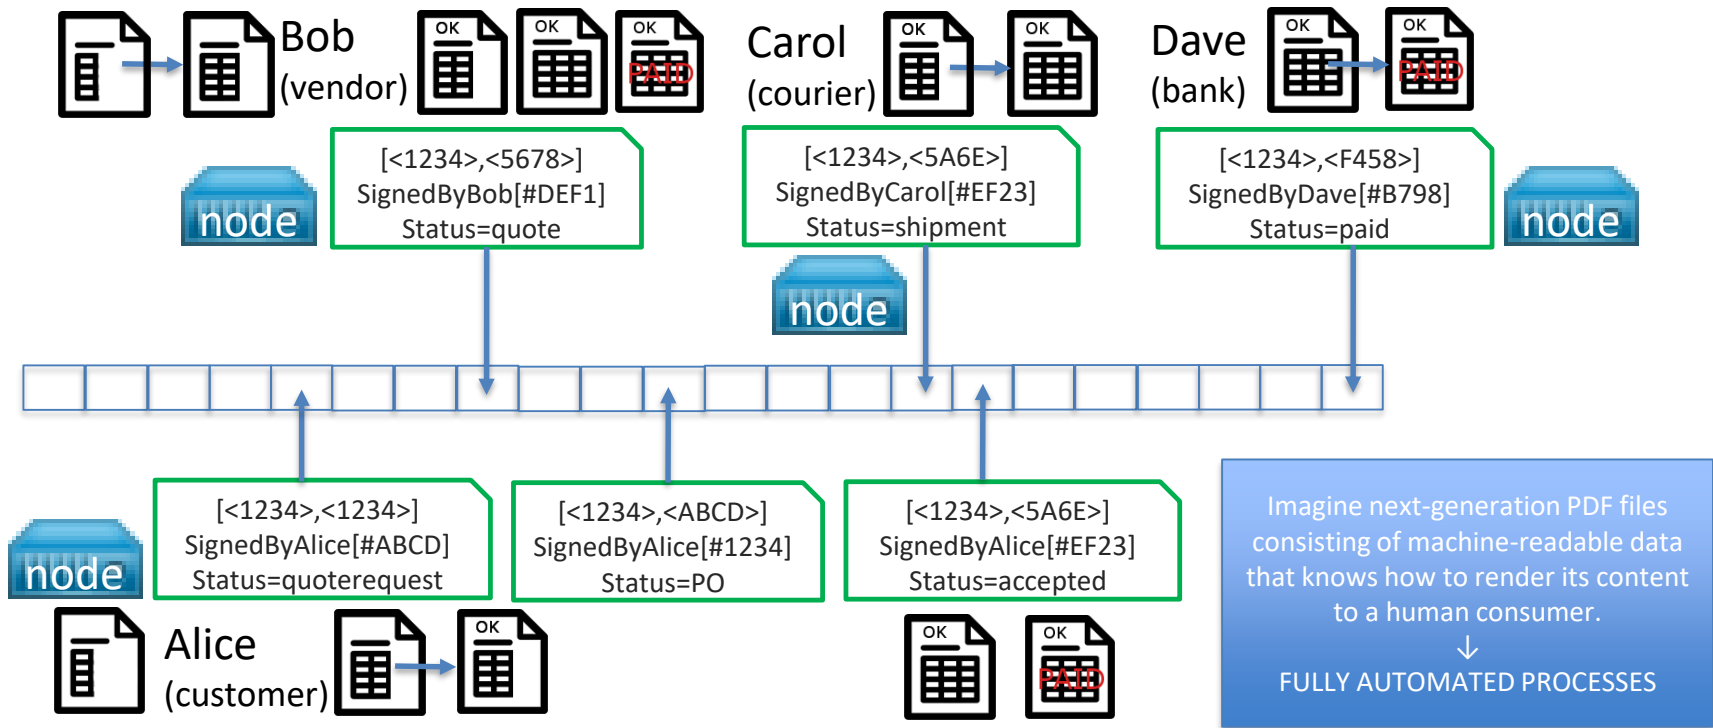 Bob
(vendor)
OK
OK
OK
PAID
Carol
(courier)
OK
OK
Dave
(bank)
OK
OK
PAID
[<1234>,<5678>]
SignedByBob[#DEF1]
Status=quote
node
[<1234>,<5A6E>]
SignedByCarol[#EF23]
Status=shipment
node
[<1234>,<F458>]
SignedByDave[#B798]
Status=paid
node
[<1234>,<1234>]
SignedByAlice[#ABCD]
Status=quoterequest
node
[<1234>,<ABCD>]
SignedByAlice[#1234]
Status=PO
[<1234>,<5A6E>]
SignedByAlice[#EF23]
Status=accepted
Alice
(customer)
OK
OK
OK
PAID
Imagine next-generation PDF files
consisting of machine-readable data
that knows how to render its content
to a human consumer.
↓
FULLY AUTOMATED PROCESSES